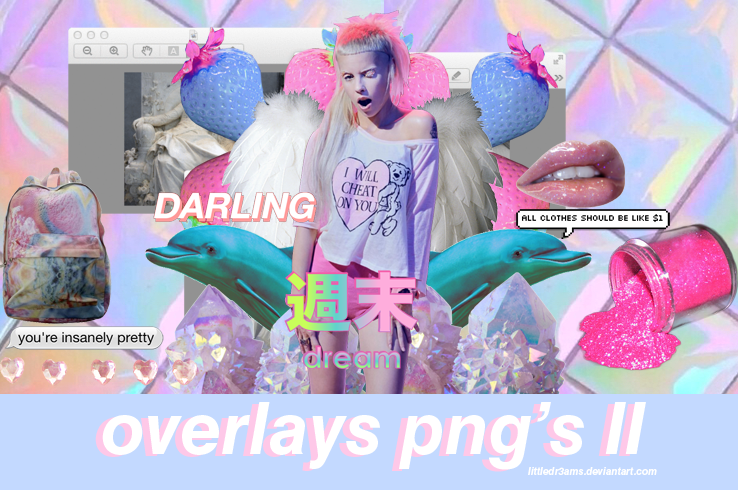 DARLING
I WILL
CHEAT
ON YOU
ALL CLOTHES SHOULD BE LIKE $1
週末
dream
you're insanely pretty
overlays png's II
littledr3ams.deviantart.com